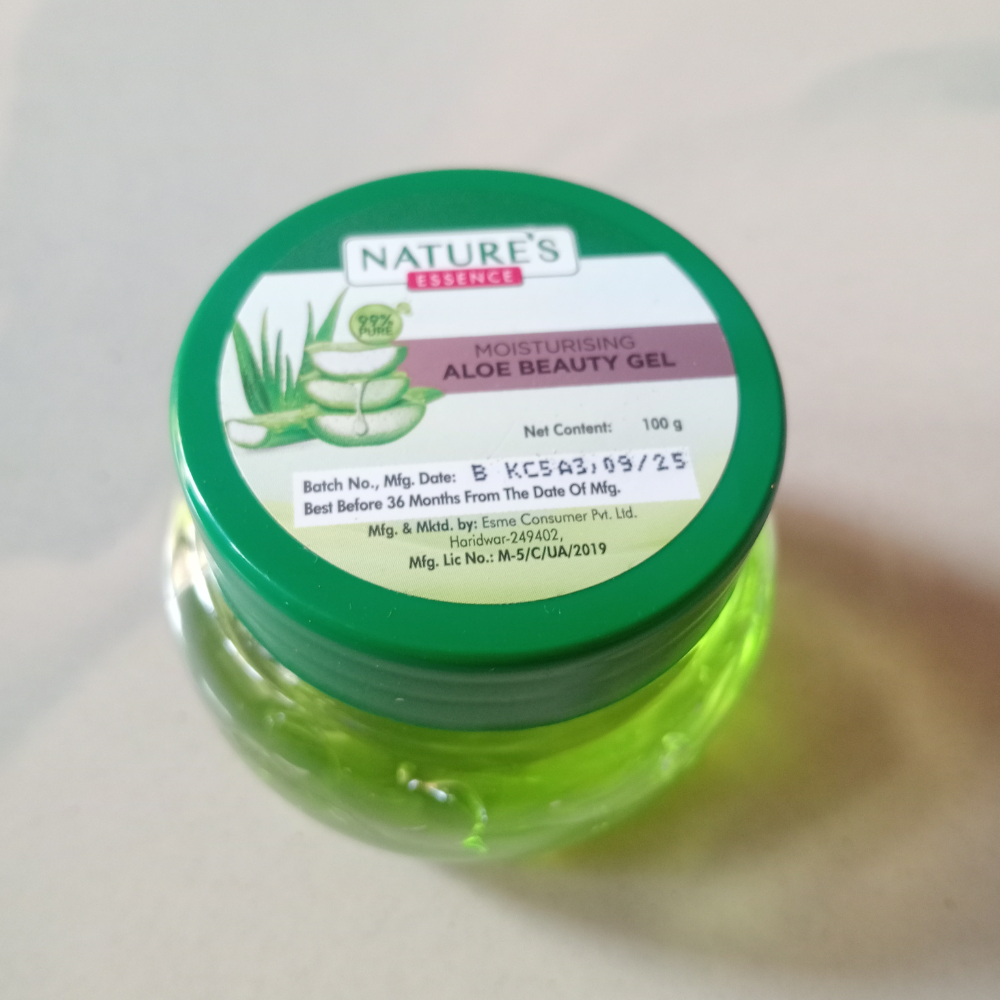 NATURE'S
ESSENCE
99%
PURE
MOISTURISING
ALOE BEAUTY GEL
Net Content: 100 g
Batch No., Mfg. Date: B KC5A3,09/25
Best Before 36 Months From The Date Of Mfg.
Mfg. & Mktd. by: Esme Consumer Pvt. Ltd.
Haridwar-249402,
Mfg. Lic No.: M-5/C/UA/2019